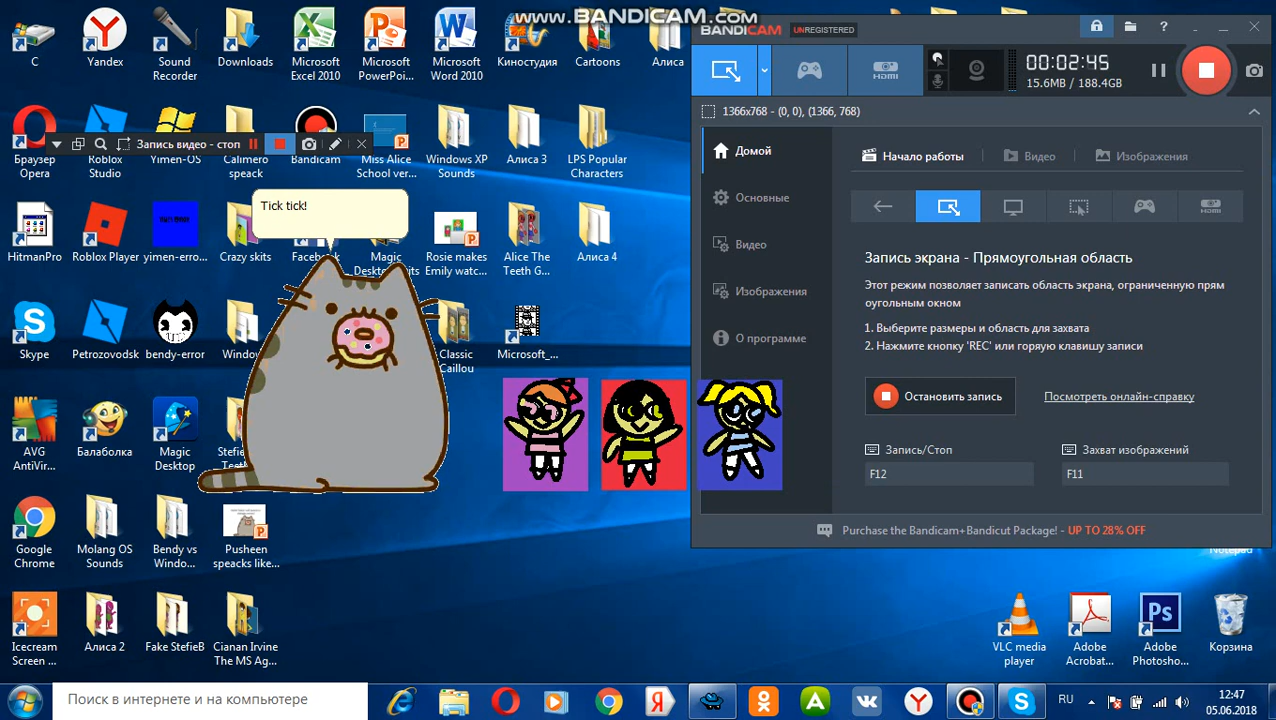 www.BANDICAM.com
C
Yandex
Sound
Recorder
Downloads
Microsoft
Excel 2010
Microsoft
PowerPoi...
Microsoft
Word 2010
Киностудия
Cartoons
Алиса
Браузер
Opera
Roblox
Studio
Yimen-OS
Calimero
speack
Bandicam
Miss Alice
School ver...
Windows XP
Sounds
Алиса 3
LPS Popular
Characters
Запись видео - стоп
Tick tick!
HitmanPro
Roblox Player
yimen-erro...
Crazy skits
Facebook
Magic
Rosie makes
Emily watc...
Alice The
Teeth G...
Алиса 4
Skype
Petrozovodsk
bendy-error
Classic
Caillou
Microsoft_...
AVG
AntiVir...
Балаболка
Magic
Desktop
Google
Chrome
Molang OS
Sounds
Bendy vs
Windo...
Pusheen
speacks like...
Icecream
Screen ...
Алиса 2
Fake StefieB
Cianan Irvine
The MS Ag...
BANDICAM
UNREGISTERED
HDMI
00:02:45
15.6MB / 188.4GB
1366x768 - (0, 0), (1366, 768)
Домой
Основные
Видео
Изображения
О программе
Начало работы
Видео
Изображения
HDMI
Запись экрана - Прямоугольная область
Этот режим позволяет записать область экрана, ограниченную прям
оугольным окном
1. Выберите размеры и область для захвата
2. Нажмите кнопку 'REC' или горяую клавишу записи
Остановить запись
Посмотреть онлайн-справку
Запись/Стоп
Захват изображений
F12
F11
Purchase the Bandicam+Bandicut Package! - UP TO 28% OFF
Notepad
VLC media
player
Adobe
Acrobat...
Adobe
Photosho...
Корзина
Поиск в интернете и на компьютере
RU
12:47
05.06.2018